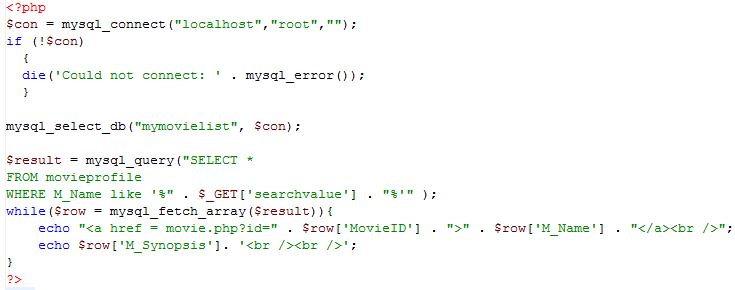 <?php
$con = mysql_connect("localhost","root","");
if (!$con)
  {
  die('Could not connect: ' . mysql_error());
  }

mysql_select_db("mymovielist", $con);

$result = mysql_query("SELECT *
FROM movieprofile
WHERE M_Name like '%" . $_GET['searchvalue'] . "%'" );
while($row = mysql_fetch_array($result)){
    echo "<a href = movie.php?id=" . $row['MovieID'] . ">" . $row['M_Name'] . "</a><br />";
    echo $row['M_Synopsis']. '<br /><br />';
}
?>